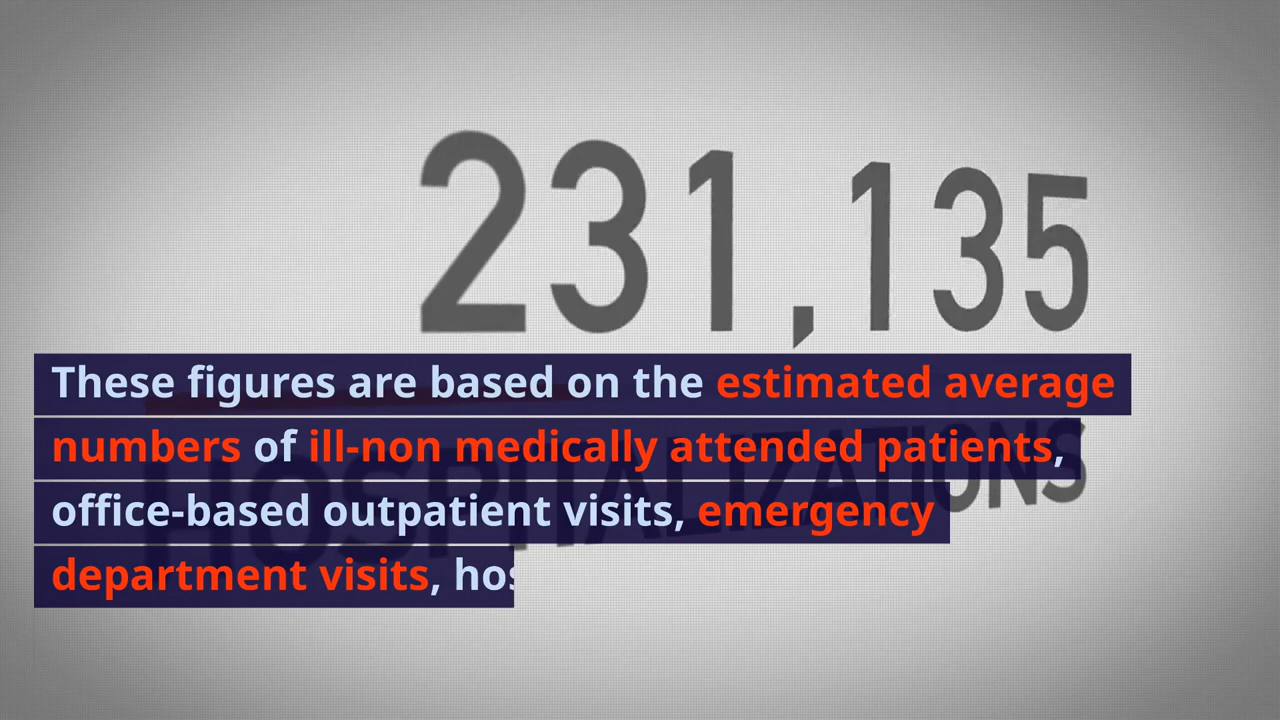 231,135
HOSPITALIZATIONS
These figures are based on the estimated average
numbers of ill-non medically attended patients,
office-based outpatient visits, emergency
department visits, hos